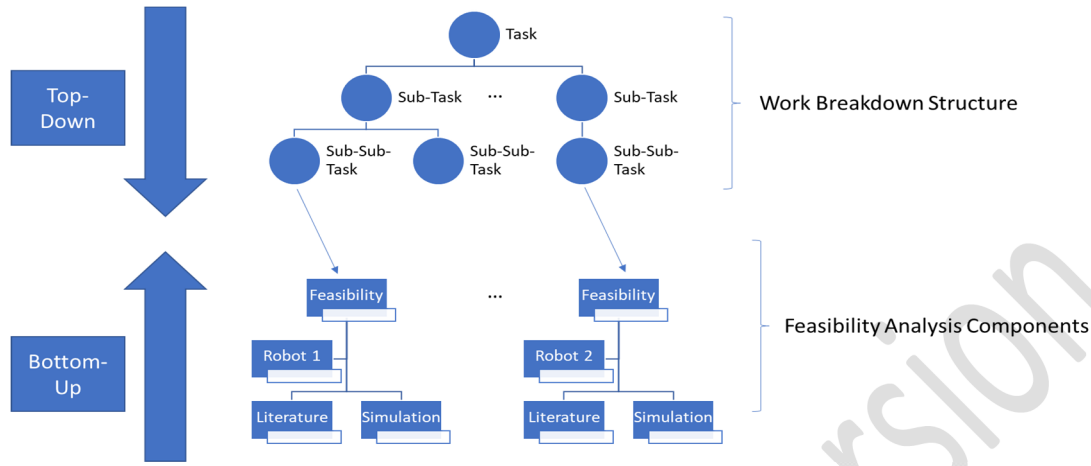 Task
Top-
Down
Sub-Task
...
Sub-Task
Work Breakdown Structure
Sub-Sub-
Task
Sub-Sub-
Task
Sub-Sub-
Task
Feasibility
...
Feasibility
Feasibility Analysis Components
Robot 1
Robot 2
Bottom-
Up
Literature
Simulation
Literature
Simulation
rsion